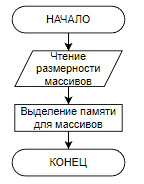 НАЧАЛО
Чтение
размерности
массивов
Выделение памяти
для массивов
КОНЕЦ